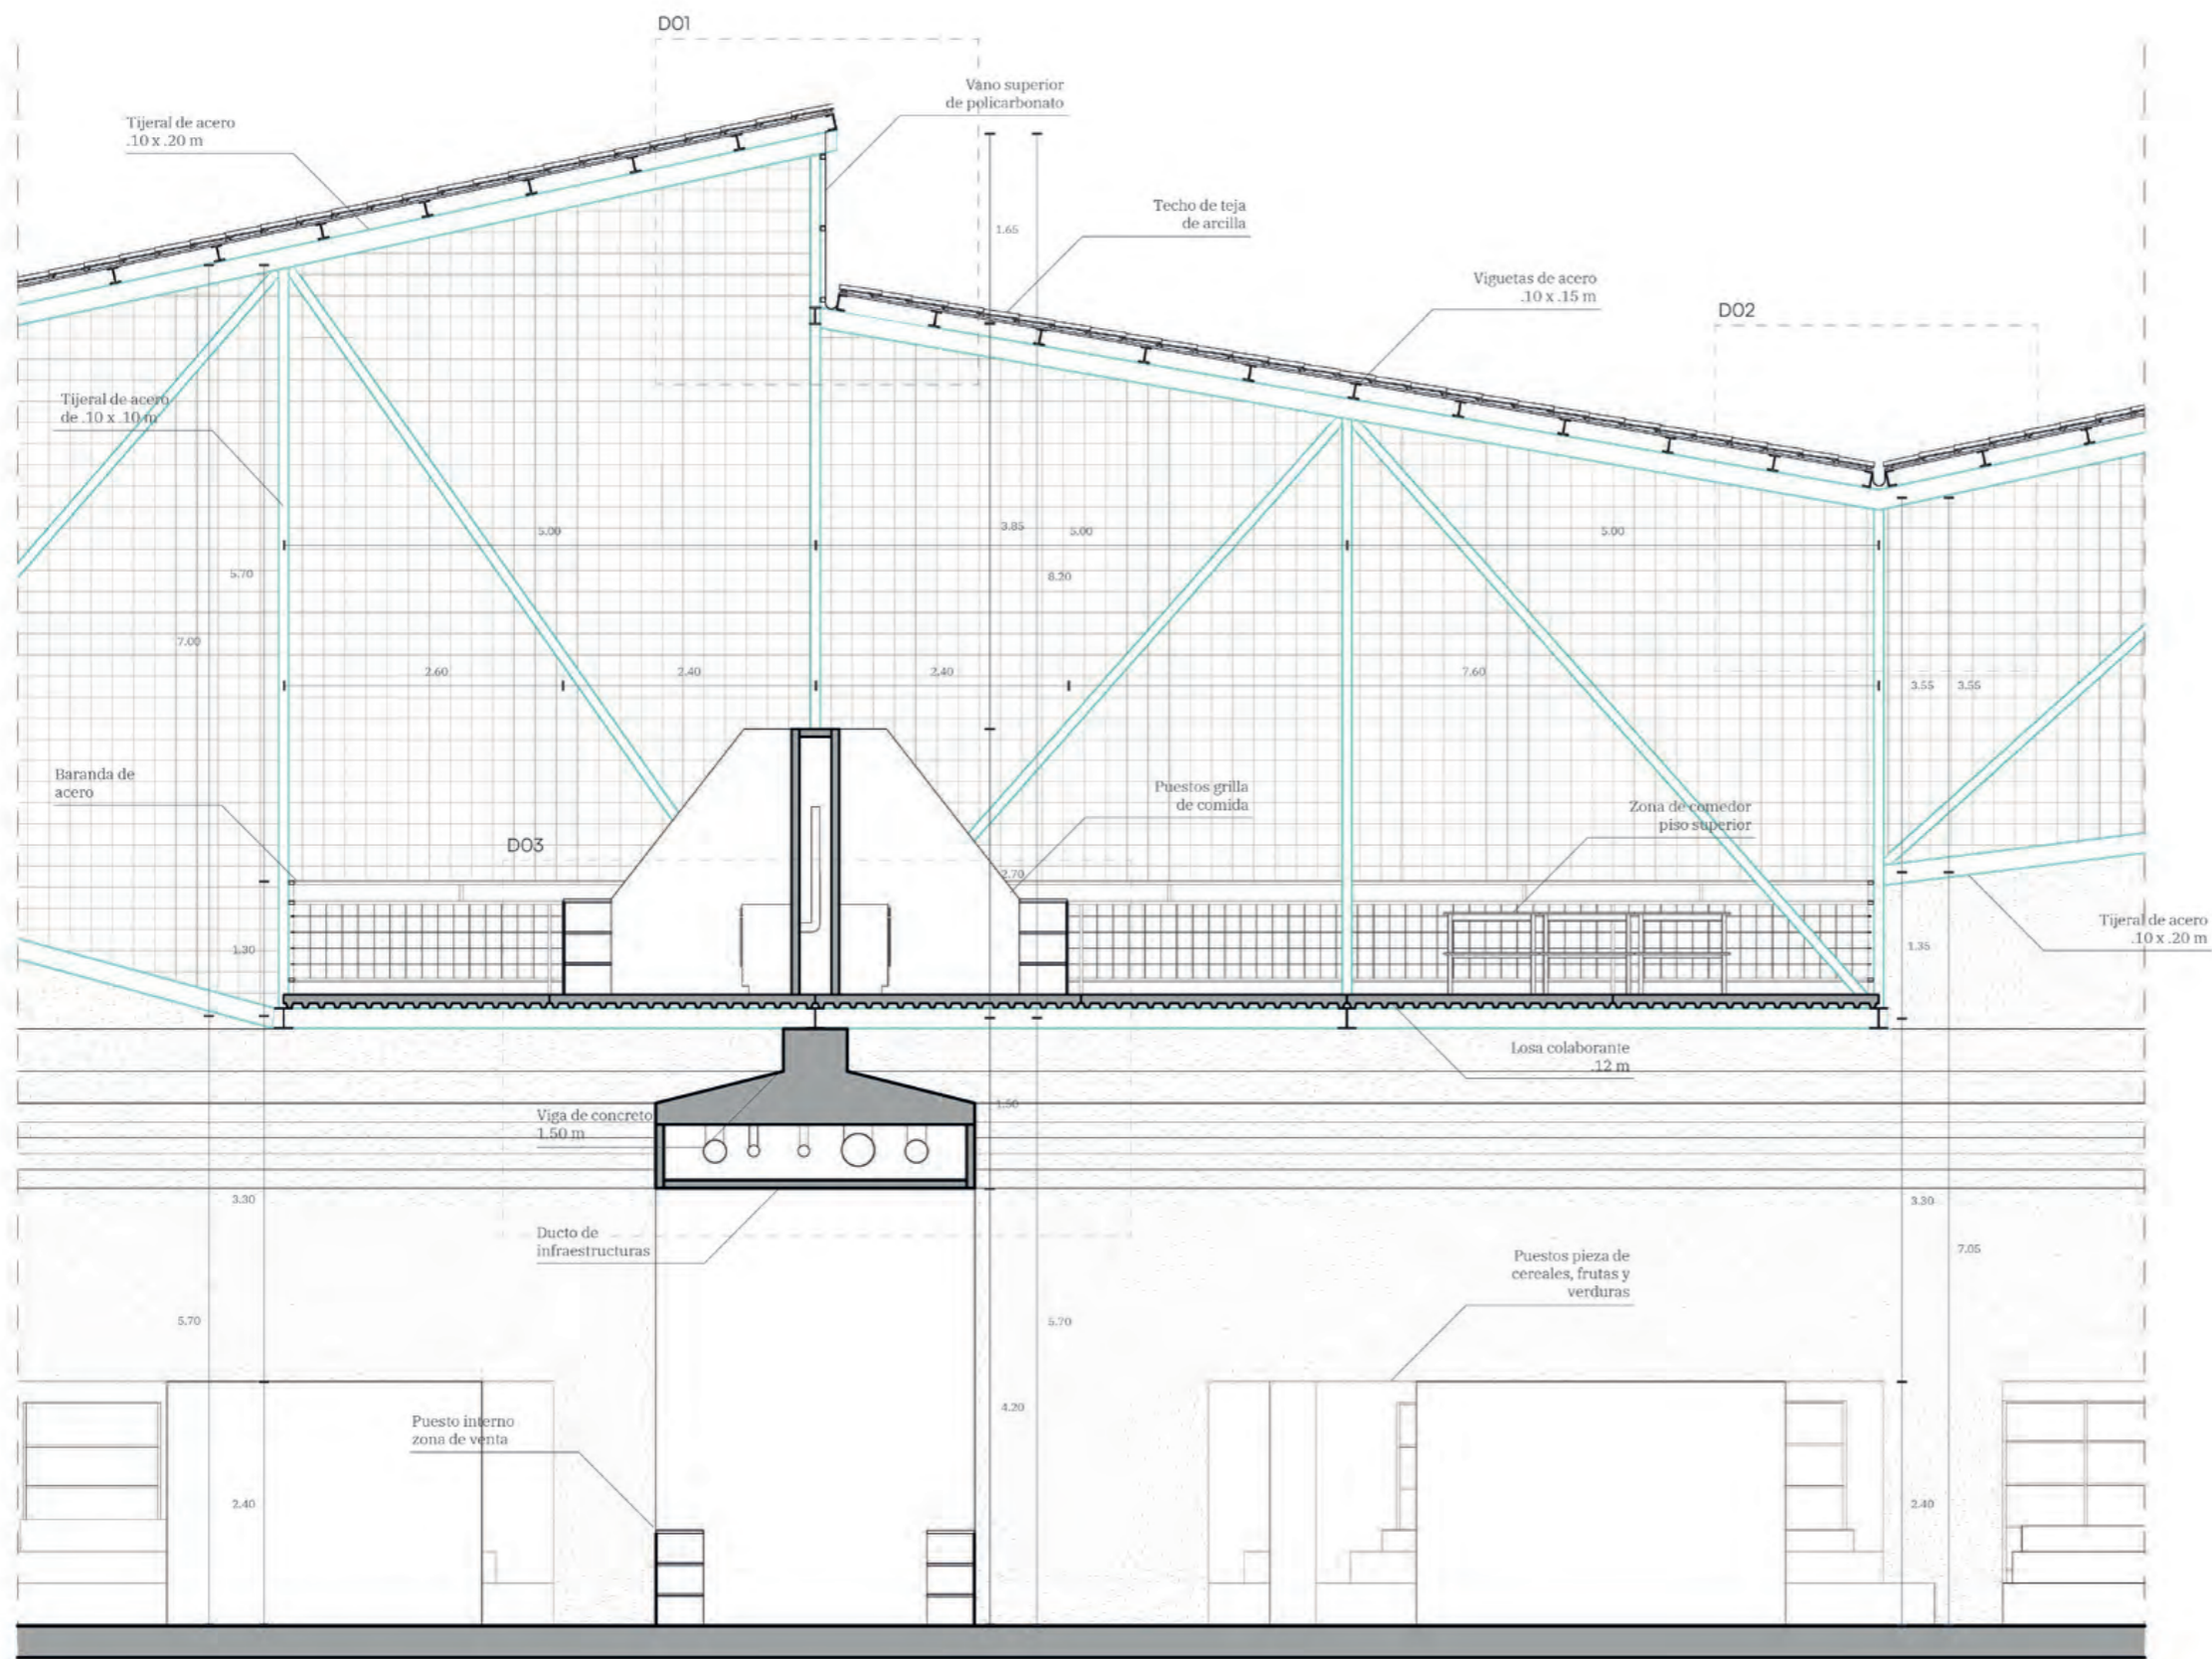 D01
Vano superior
de policarbonato
Tijeral de acero
.10 x .20 m
Techo de teja
de arcilla
1.65
Viguetas de acero
.10 x .15 m
D02
Tijeral de acero
de .10 x .10 m
5.00
3.85
5.00
5.00
5.70
8.20
7.00
2.60
2.40
2.40
7.60
3.55
3.55
Baranda de
acero
Puestos grilla
de comida
Zona de comedor
piso superior
D03
2.70
Tijeral de acero
.10 x .20 m
1.30
1.35
Losa colaborante
.12 m
Viga de concreto
1.50 m
1.50
3.30
3.30
Ducto de
infraestructuras
7.05
Puestos pieza de
cereales, frutas y
verduras
5.70
5.70
4.20
Puesto interno
zona de venta
2.40
2.40